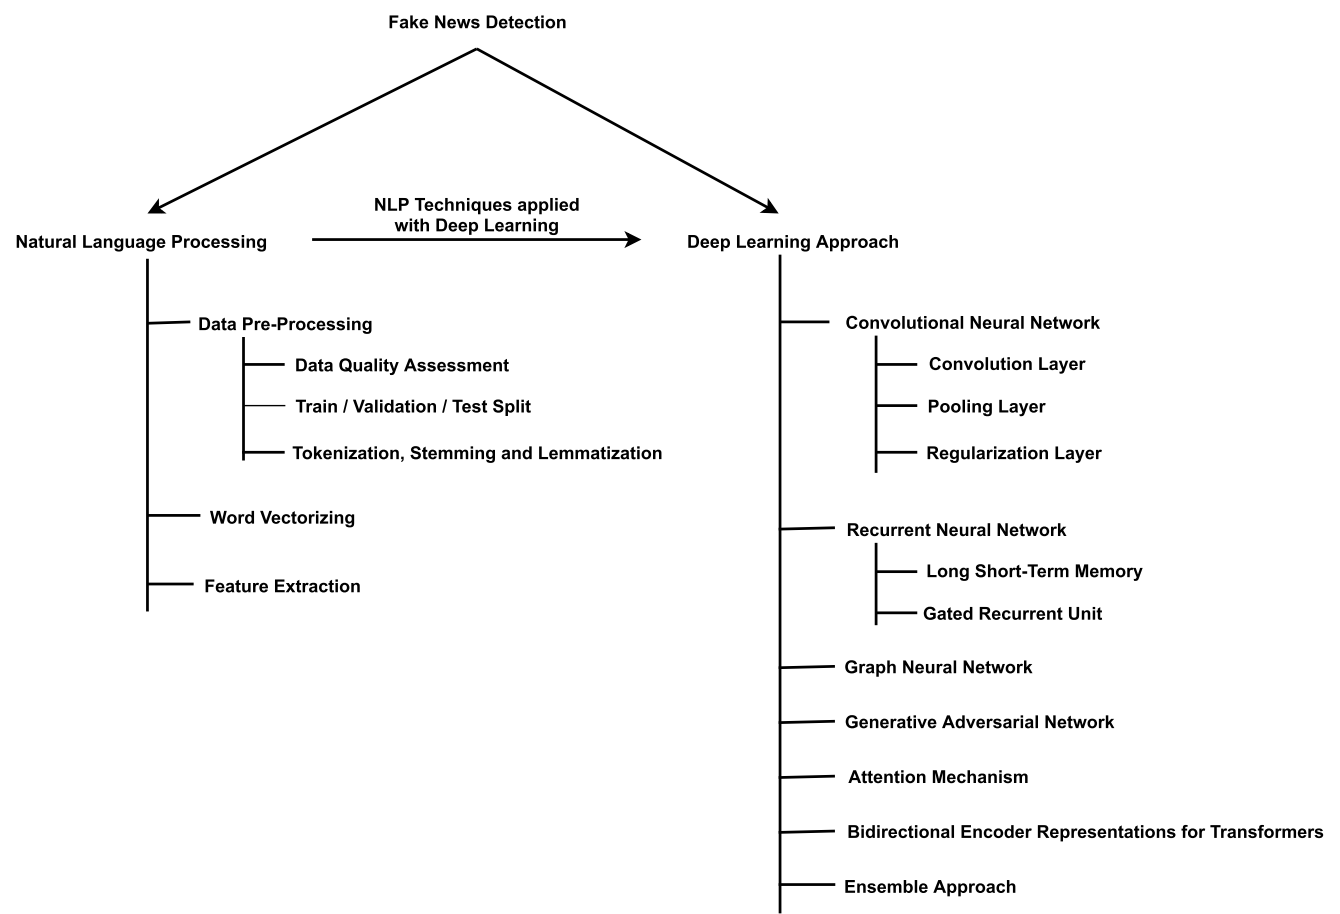 Fake News Detection
NLP Techniques applied
with Deep Learning
Natural Language Processing
Deep Learning Approach
Data Pre-Processing
Data Quality Assessment
Train / Validation / Test Split
Tokenization, Stemming and Lemmatization
Word Vectorizing
Feature Extraction
Convolutional Neural Network
Convolution Layer
Pooling Layer
Regularization Layer
Recurrent Neural Network
Long Short-Term Memory
Gated Recurrent Unit
Graph Neural Network
Generative Adversarial Network
Attention Mechanism
Bidirectional Encoder Representations for Transformers
Ensemble Approach